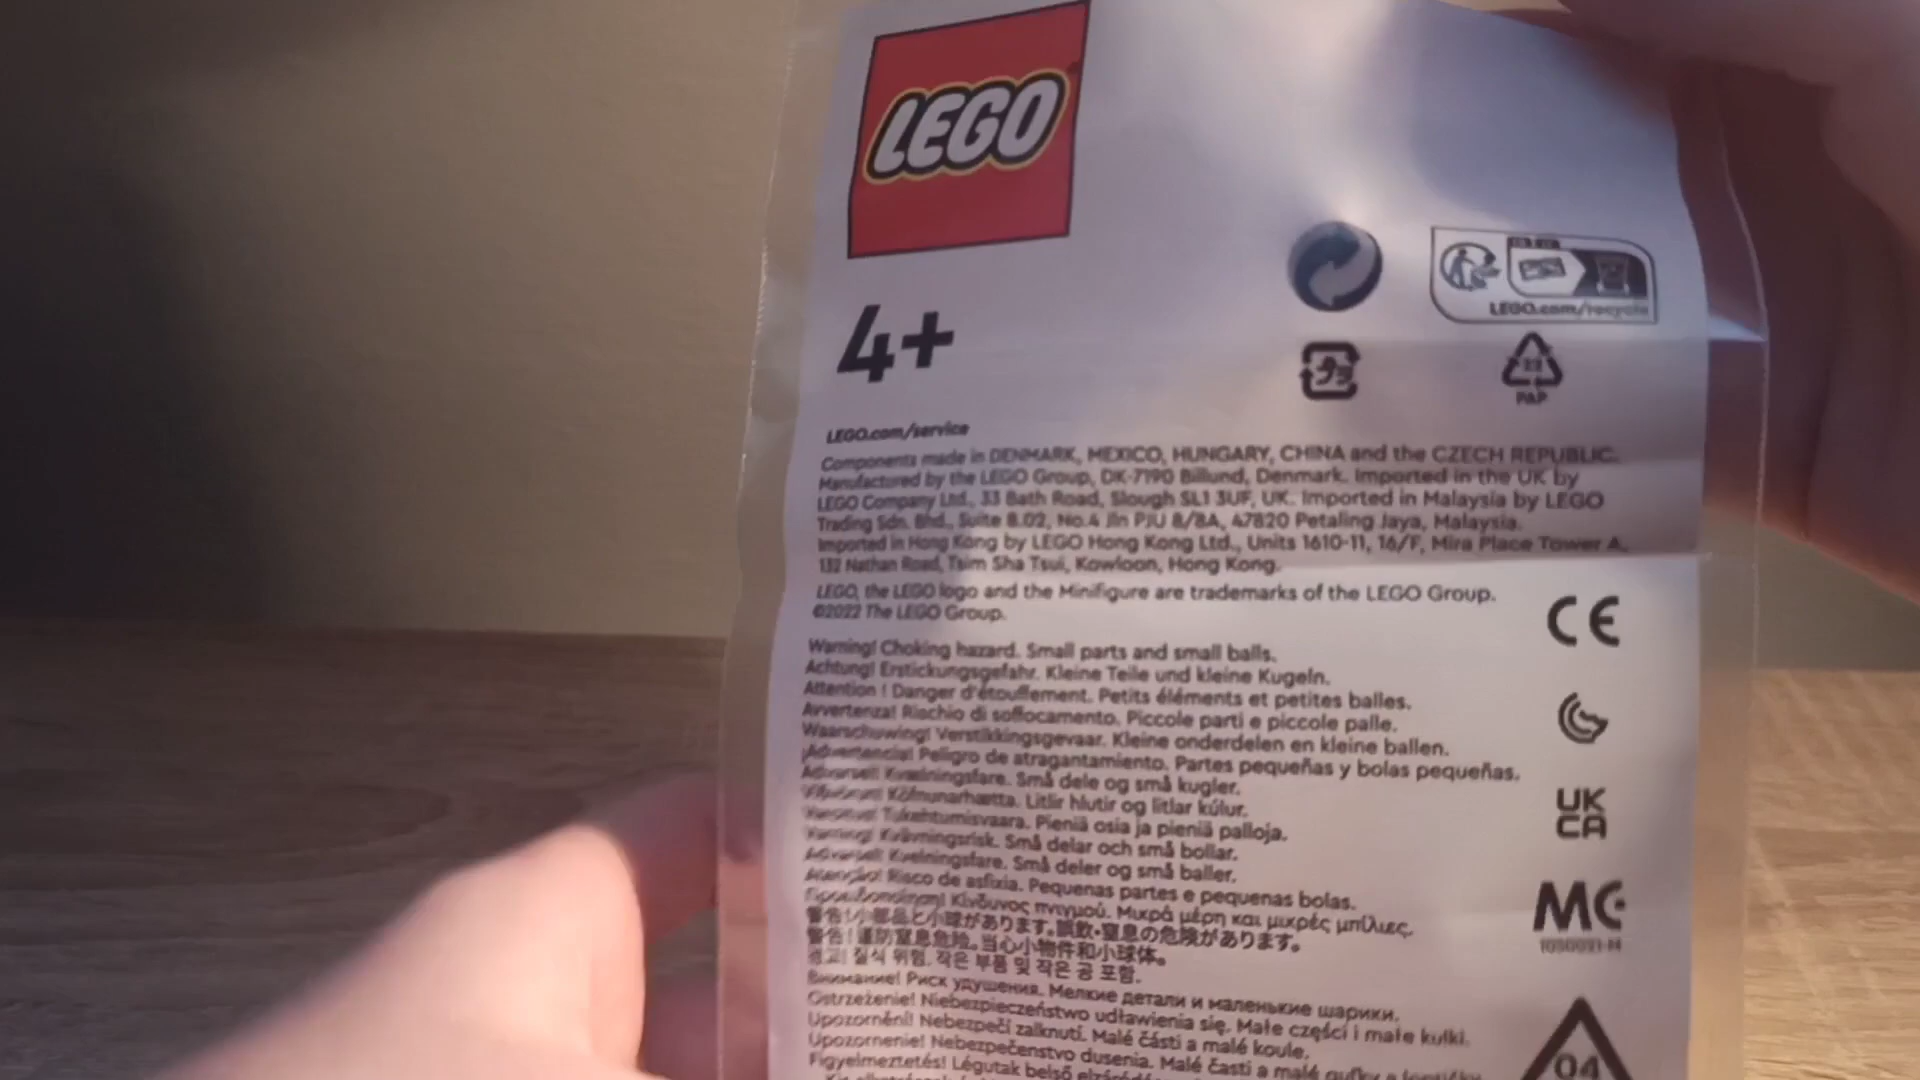 LEGO
LEGO.com/recycle
4+
プラ
PAP
LEGO.com/service
Components made in DENMARK, MEXICO, HUNGARY, CHINA and the CZECH REPUBLIC.
Manufactured by the LEGO Group, DK-7190 Billund, Denmark. Imported in the UK by
LEGO Company Ltd., 33 Bath Road, Slough SL1 3UF, UK. Imported in Malaysia by LEGO
Trading Sdn. Bhd., Suite 8.02, No.4 Jln PJU 8/8A, 47820 Petaling Jaya, Malaysia.
Imported in Hong Kong by LEGO Hong Kong Ltd., Units 1610-11, 16/F, Mira Place Tower A,
132 Nathan Road, Tsim Sha Tsui, Kowloon, Hong Kong.
LEGO, the LEGO logo and the Minifigure are trademarks of the LEGO Group.
©2022 The LEGO Group.
CE
Warning! Choking hazard. Small parts and small balls.
Achtung! Erstickungsgefahr. Kleine Teile und kleine Kugeln.
Attention ! Danger d'étouffement. Petits éléments et petites balles.
Avvertenza! Rischio di soffocamento. Piccole parti e piccole palle.
Waarschuwing! Verstikkingsgevaar. Kleine onderdelen en kleine ballen.
¡Advertencia! Peligro de atragantamiento. Partes pequeñas y bolas pequeñas.
Advarsel! Kvælningsfare. Små dele og små kugler.
Köfnunarhætta. Litlir hlutir og litlar kúlur.
UK
CA
Tukehtumisvaara. Pieniä osia ja pieniä palloja.
Varning! Kvävningsrisk. Små delar och små bollar.
Advarsel! Kvelningsfare. Små deler og små baller.
Atenção! Risco de asfixia. Pequenas partes e pequenas bolas.
Προειδοποίηση! Κίνδυνος πνιγμού. Μικρά μέρη και μικρές μπίλιες.
MC
警告!小部品と小球があります。誤飲・窒息の危険があります。
警告!谨防窒息危险。当心小物件和小球体。
경고! 질식 위험. 작은 부품 및 작은 공 포함.
Внимание! Риск удушения. Мелкие детали и маленькие шарики.
Ostrzeżenie! Niebezpieczeństwo udławienia się. Małe części i małe kulki.
Upozornění! Nebezpečí zalknutí. Malé části a malé koule.
Upozornenie! Nebezpečenstvo dusenia. Malé časti a malé guľky a loptičky.
Figyelmeztetés! Légutak belső
04